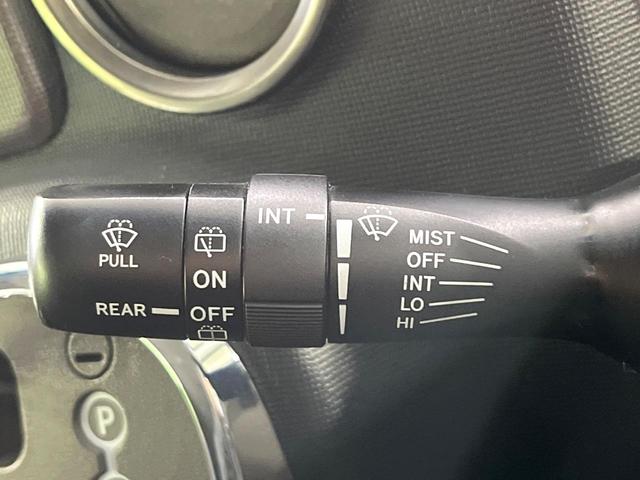 PULL
REAR
ON
OFF
INT
MIST
OFF
INT
LO
HI
P